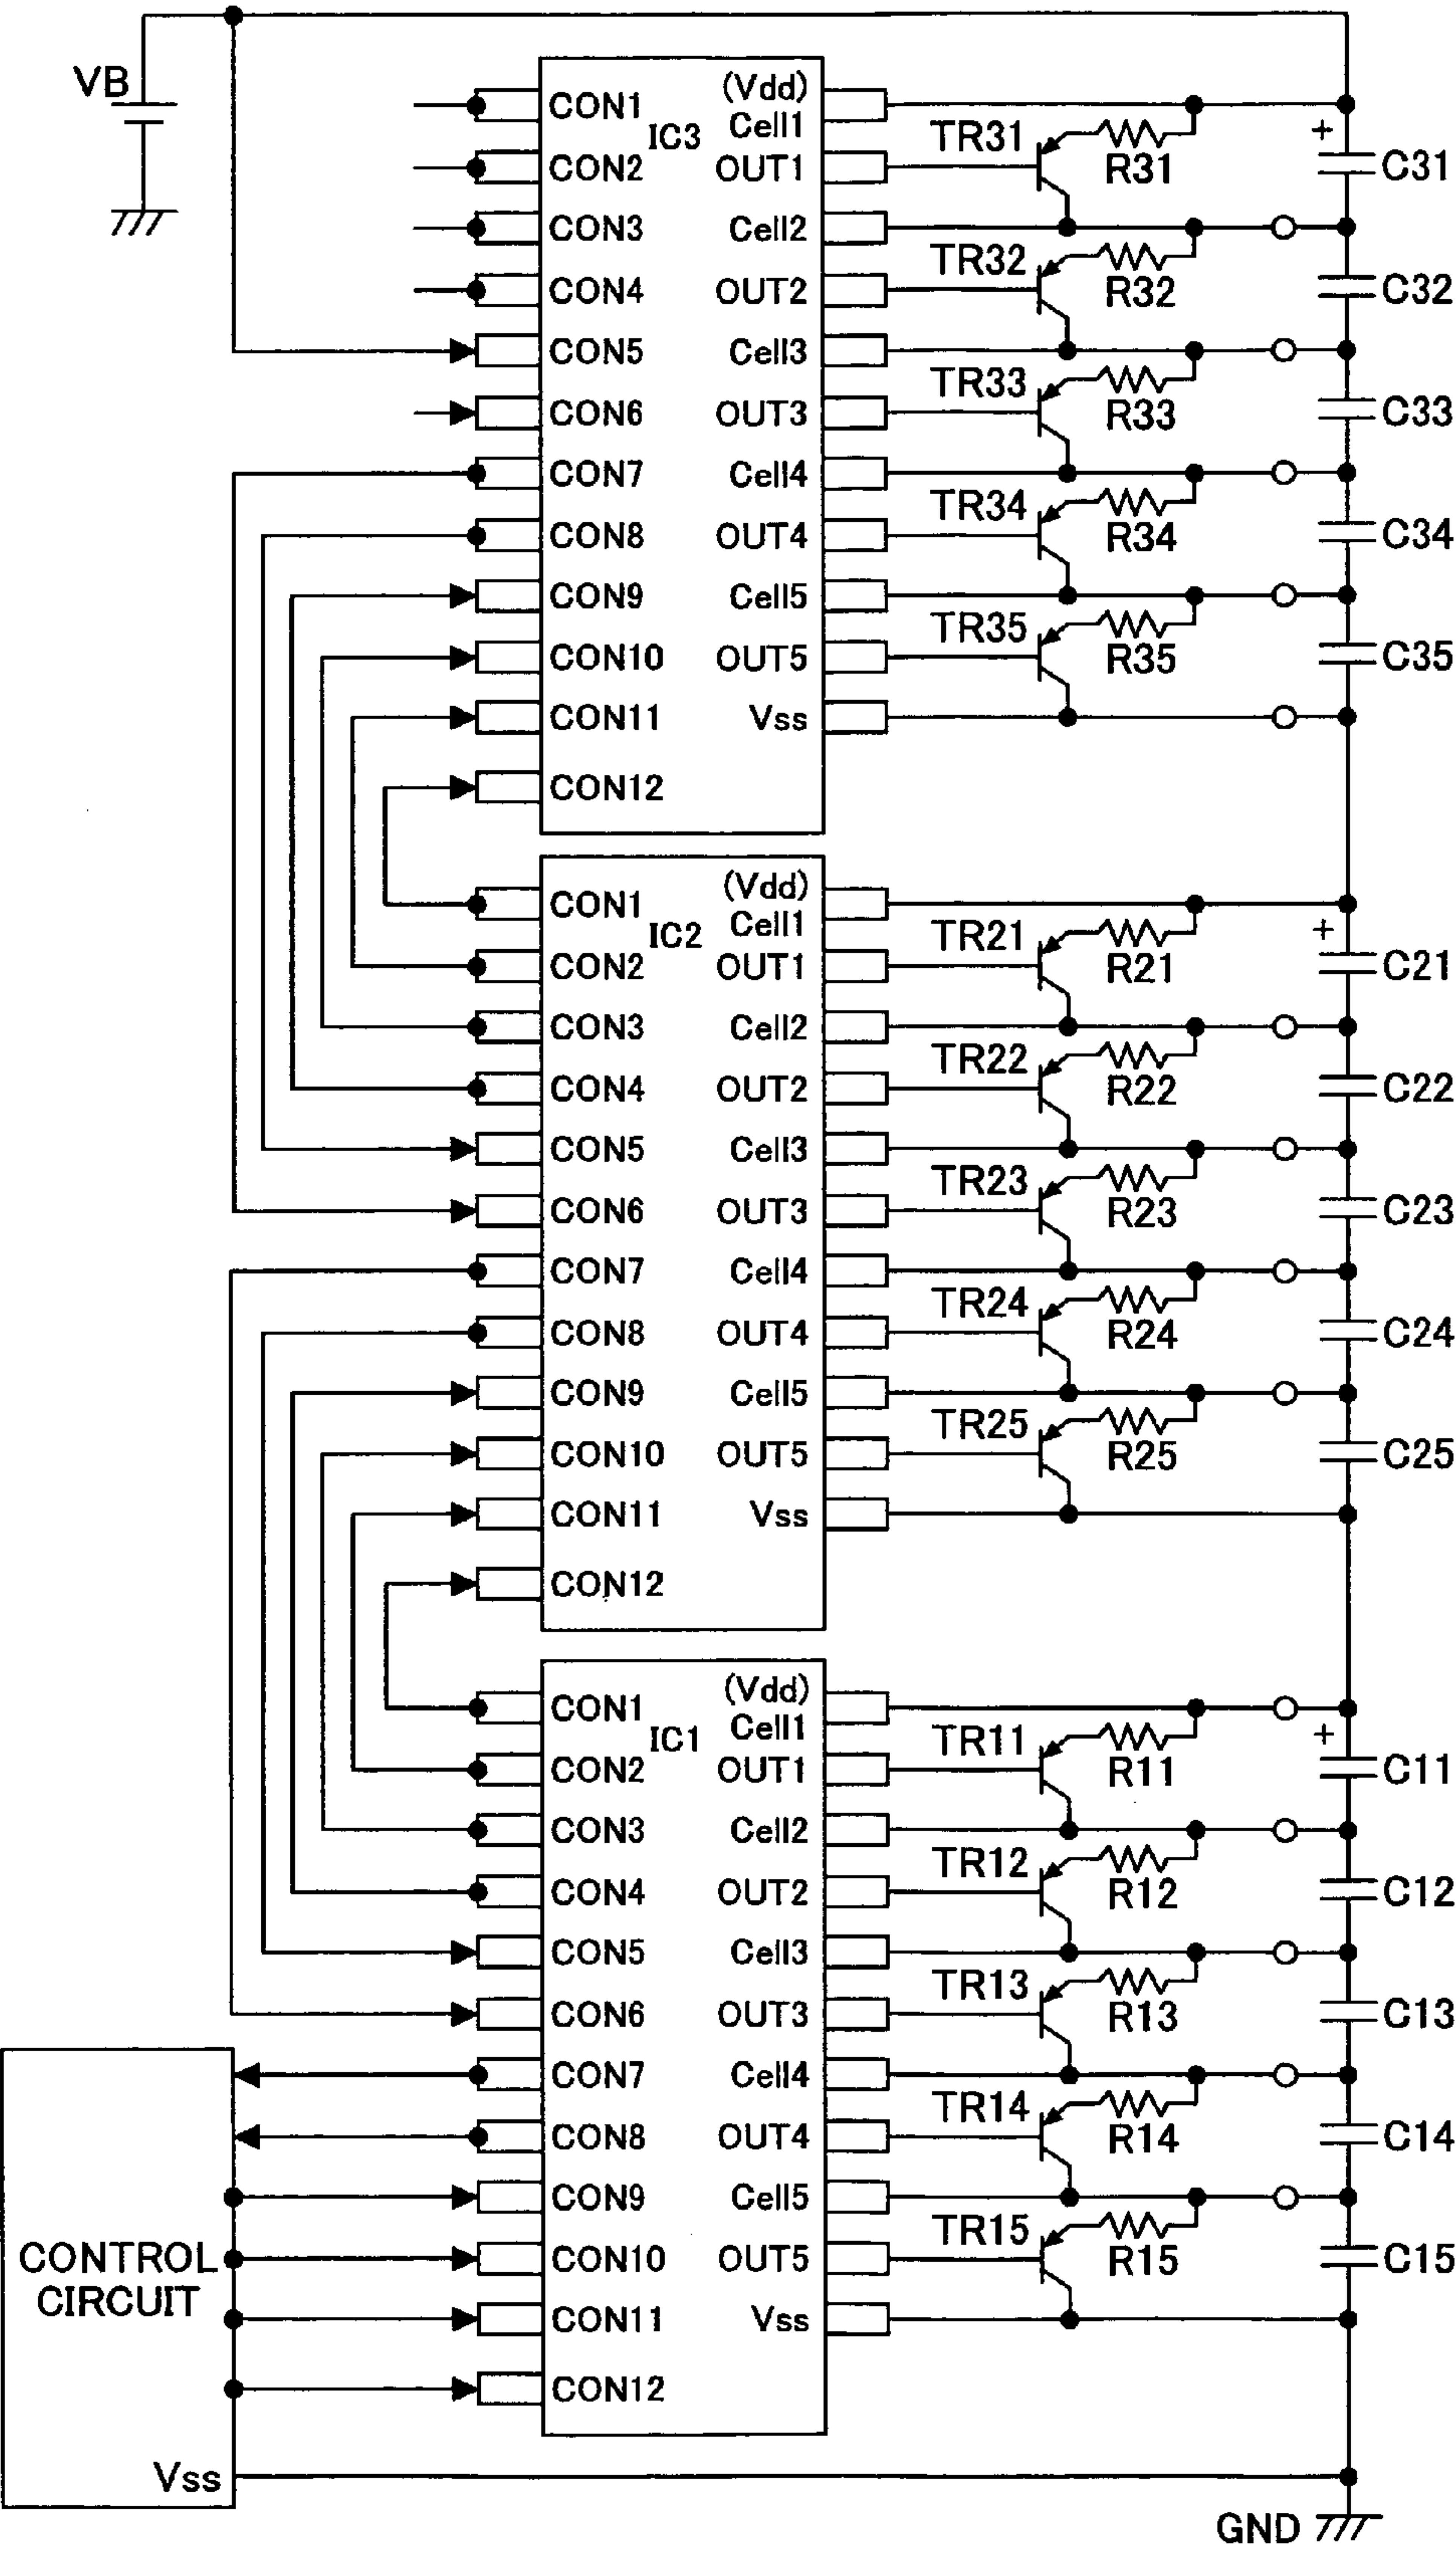 VB
CON1 (Vdd) Cell1
IC3
CON2 OUT1
CON3 Cell2
CON4 OUT2
CON5 Cell3
CON6 OUT3
CON7 Cell4
CON8 OUT4
CON9 Cell5
CON10 OUT5
CON11 Vss
CON12
TR31 R31 + C31
TR32 R32 C32
TR33 R33 C33
TR34 R34 C34
TR35 R35 C35
CON1 (Vdd) Cell1
IC2
CON2 OUT1
CON3 Cell2
CON4 OUT2
CON5 Cell3
CON6 OUT3
CON7 Cell4
CON8 OUT4
CON9 Cell5
CON10 OUT5
CON11 Vss
CON12
TR21 R21 + C21
TR22 R22 C22
TR23 R23 C23
TR24 R24 C24
TR25 R25 C25
CON1 (Vdd) Cell1
IC1
CON2 OUT1
CON3 Cell2
CON4 OUT2
CON5 Cell3
CON6 OUT3
CON7 Cell4
CON8 OUT4
CON9 Cell5
CON10 OUT5
CON11 Vss
CON12
TR11 R11 + C11
TR12 R12 C12
TR13 R13 C13
TR14 R14 C14
TR15 R15 C15
CONTROL
CIRCUIT
Vss
GND